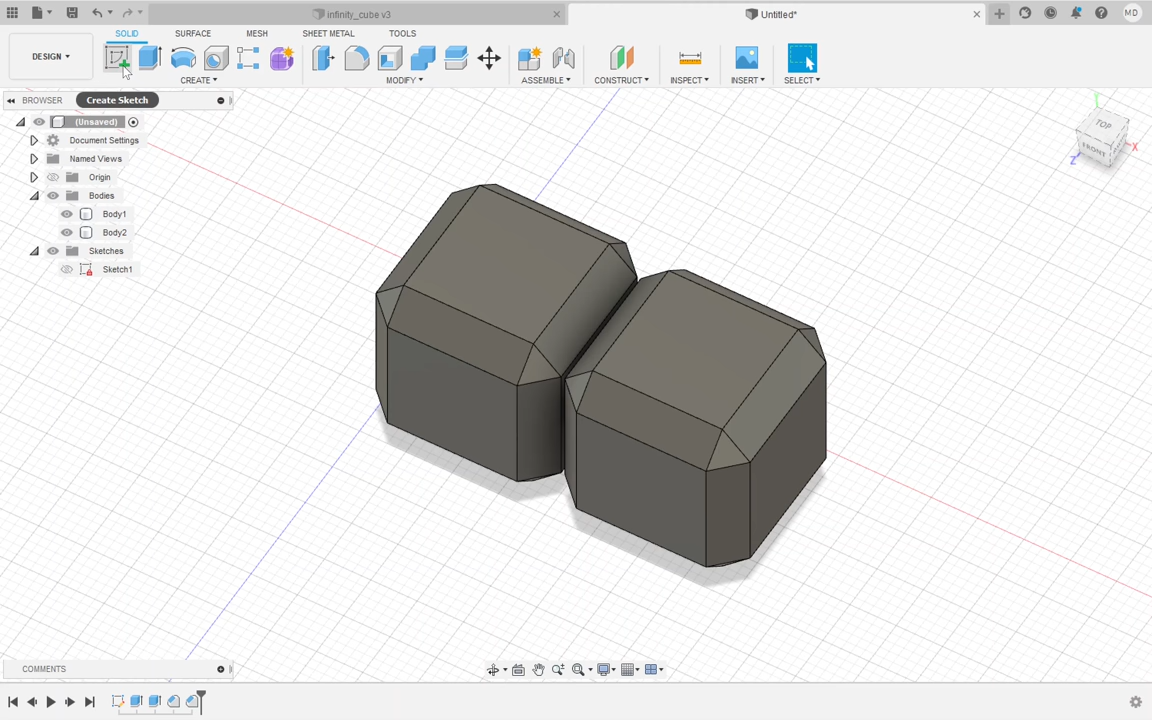 infinity_cube v3
Untitled*
MD
DESIGN
SOLID
SURFACE
MESH
SHEET METAL
TOOLS
CREATE
MODIFY
ASSEMBLE
CONSTRUCT
INSPECT
INSERT
SELECT
BROWSER
Create Sketch
(Unsaved)
Document Settings
Named Views
Origin
Bodies
Body1
Body2
Sketches
Sketch1
Y
TOP
FRONT
X
Z
COMMENTS